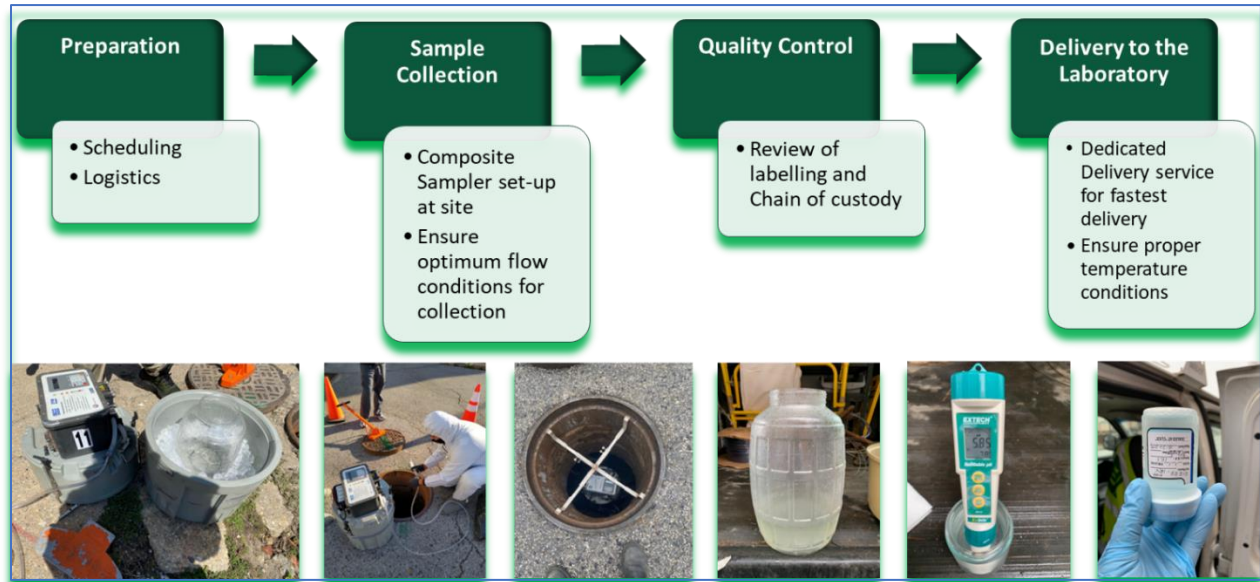 Preparation
Sample
Collection
Quality Control
Delivery to the
Laboratory
• Scheduling
• Logistics
• Composite
Sampler set-up
at site
• Ensure
optimum flow
conditions for
collection
• Review of
labelling and
Chain of custody
• Dedicated
Delivery service
for fastest
delivery
• Ensure proper
temperature
conditions
11
EXTECH
585